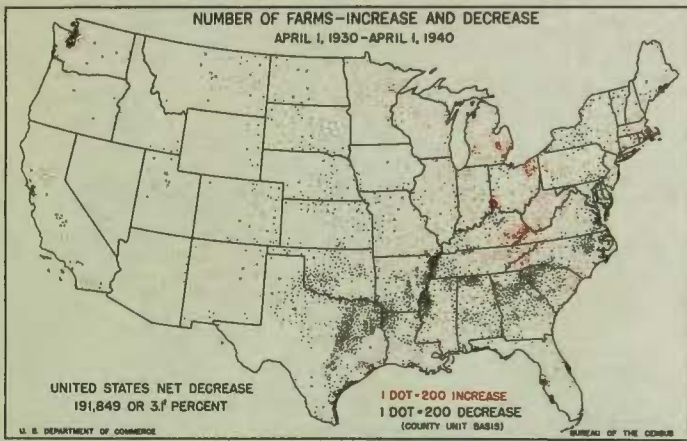 NUMBER OF FARMS—INCREASE AND DECREASE
APRIL 1, 1930—APRIL 1, 1940
UNITED STATES NET DECREASE
191,849 OR 3.1 PERCENT
1 DOT=200 INCREASE
1 DOT=200 DECREASE
(COUNTY UNIT BASIS)
U. S. DEPARTMENT OF COMMERCE
BUREAU OF THE CENSUS